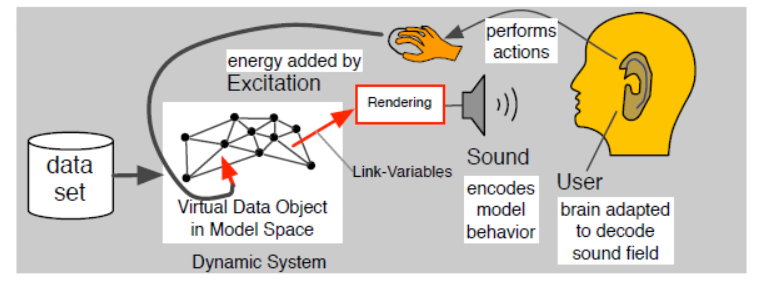 performs
actions
energy added by
Excitation
Rendering
data
set
Link-Variables
Virtual Data Object
in Model Space
Dynamic System
Sound
encodes
model
behavior
User
brain adapted
to decode
sound field